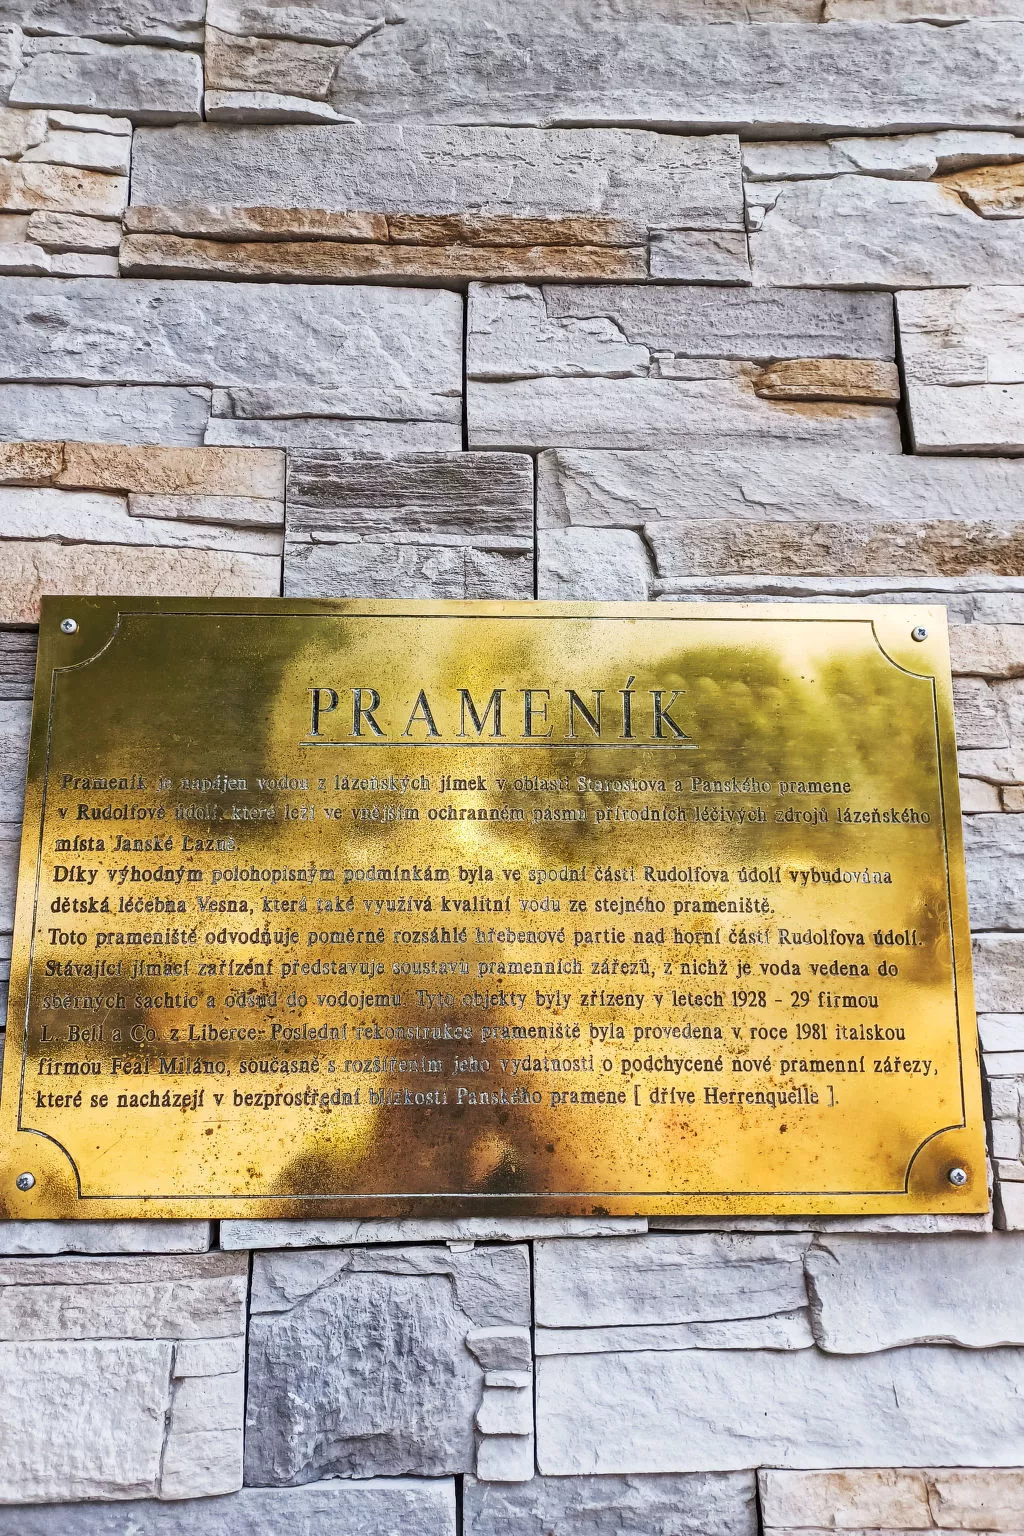 PRAMENÍK
Prameník je napájen vodou z lázeňských jímek v oblasti Starostova a Panského pramene
v Rudolfově údolí, které leží ve vnějším ochranném pásmu přírodních léčivých zdrojů lázeňského
místa Janské Lázně.
Díky výhodným polohopisným podmínkám byla ve spodní části Rudolfova údolí vybudována
dětská léčebna Vesna, která také využívá kvalitní vodu ze stejného prameniště.
Toto prameniště odvodňuje poměrně rozsáhlé hřebenové partie nad horní částí Rudolfova údolí.
Stávající jímací zařízení představuje soustavu pramenních zářezů, z nichž je voda vedena do
sběrných šachtic a odsud do vodojemu. Tyto objekty byly zřízeny v letech 1928 - 29 firmou
L. Bell a Co. z Liberce. Poslední rekonstrukce prameniště byla provedena v roce 1981 italskou
firmou Feal Miláno, současně s rozšířením jeho vydatnosti o podchycené nové pramenní zářezy,
které se nacházejí v bezprostřední blízkosti Panského pramene [ dříve Herrenquelle ].